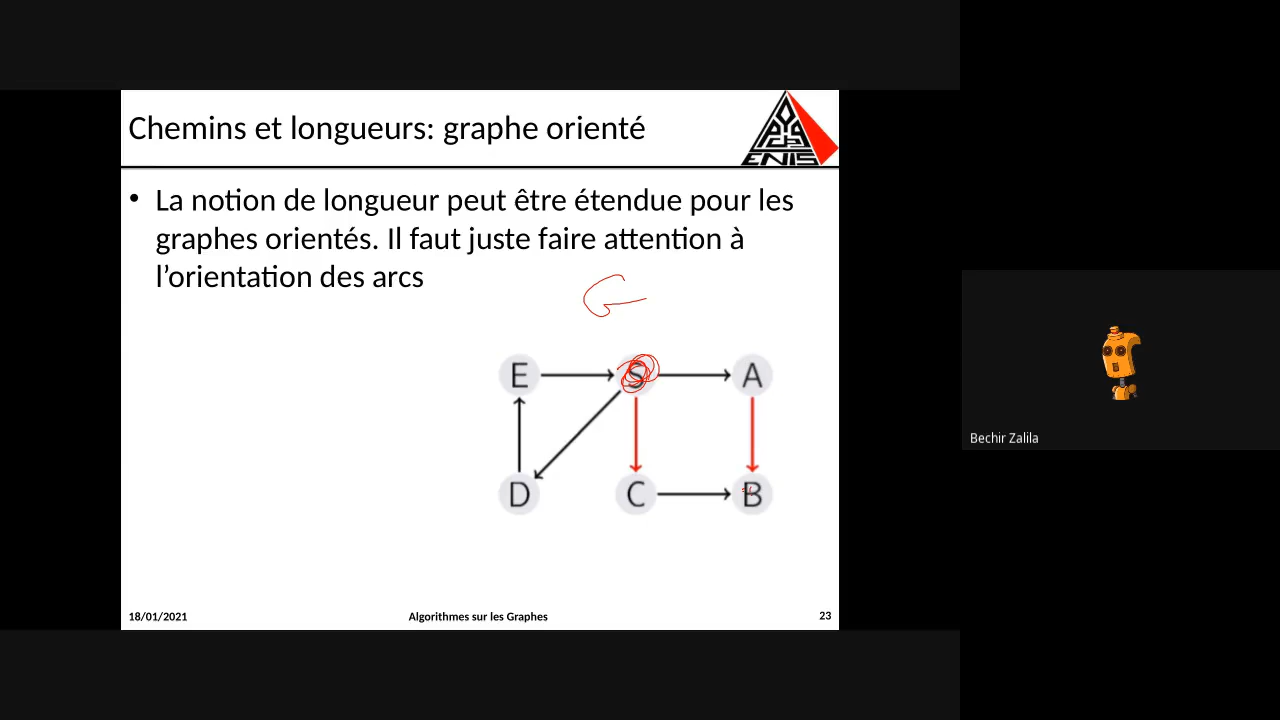 Chemins et longueurs: graphe orienté
ENIS
• La notion de longueur peut être étendue pour les
graphes orientés. Il faut juste faire attention à
l’orientation des arcs
E S A
D C B
Bechir Zalila
18/01/2021 Algorithmes sur les Graphes 23